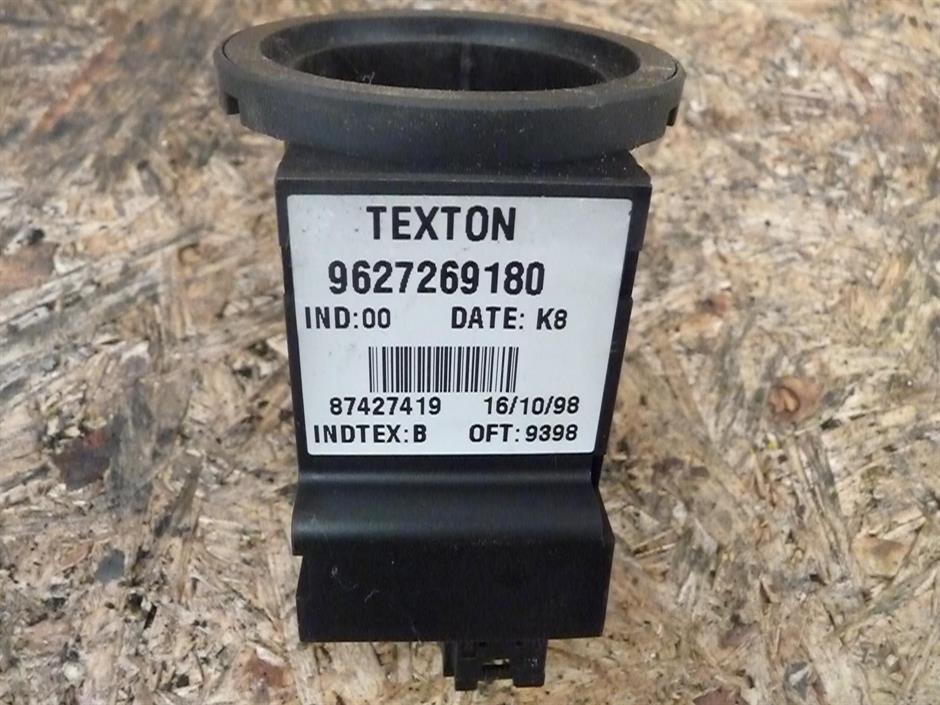 TEXTON
9627269180
IND:00 DATE: K8
87427419 16/10/98
INDTEX:B OFT:9398